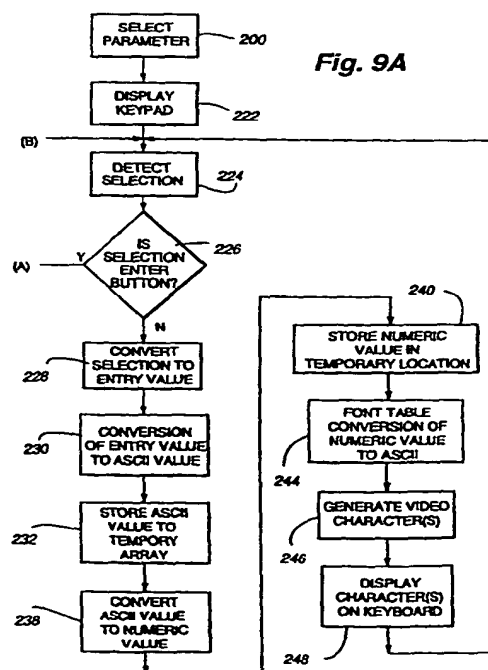 Fig. 9A
SELECT
PARAMETER
200
DISPLAY
KEYPAD
222
(B)
DETECT
SELECTION
224
IS
SELECTION
ENTER
BUTTON?
226
(A)
Y
N
CONVERT
SELECTION TO
ENTRY VALUE
228
CONVERSION
OF ENTRY VALUE
TO ASCII VALUE
230
STORE ASCII
VALUE TO
TEMPORY
ARRAY
232
CONVERT
ASCII VALUE
TO NUMERIC
VALUE
238
240
STORE NUMERIC
VALUE IN
TEMPORARY LOCATION
FONT TABLE
CONVERSION OF
NUMERIC VALUE
TO ASCII
244
GENERATE VIDEO
CHARACTER(S)
246
DISPLAY
CHARACTER(S)
ON KEYBOARD
248